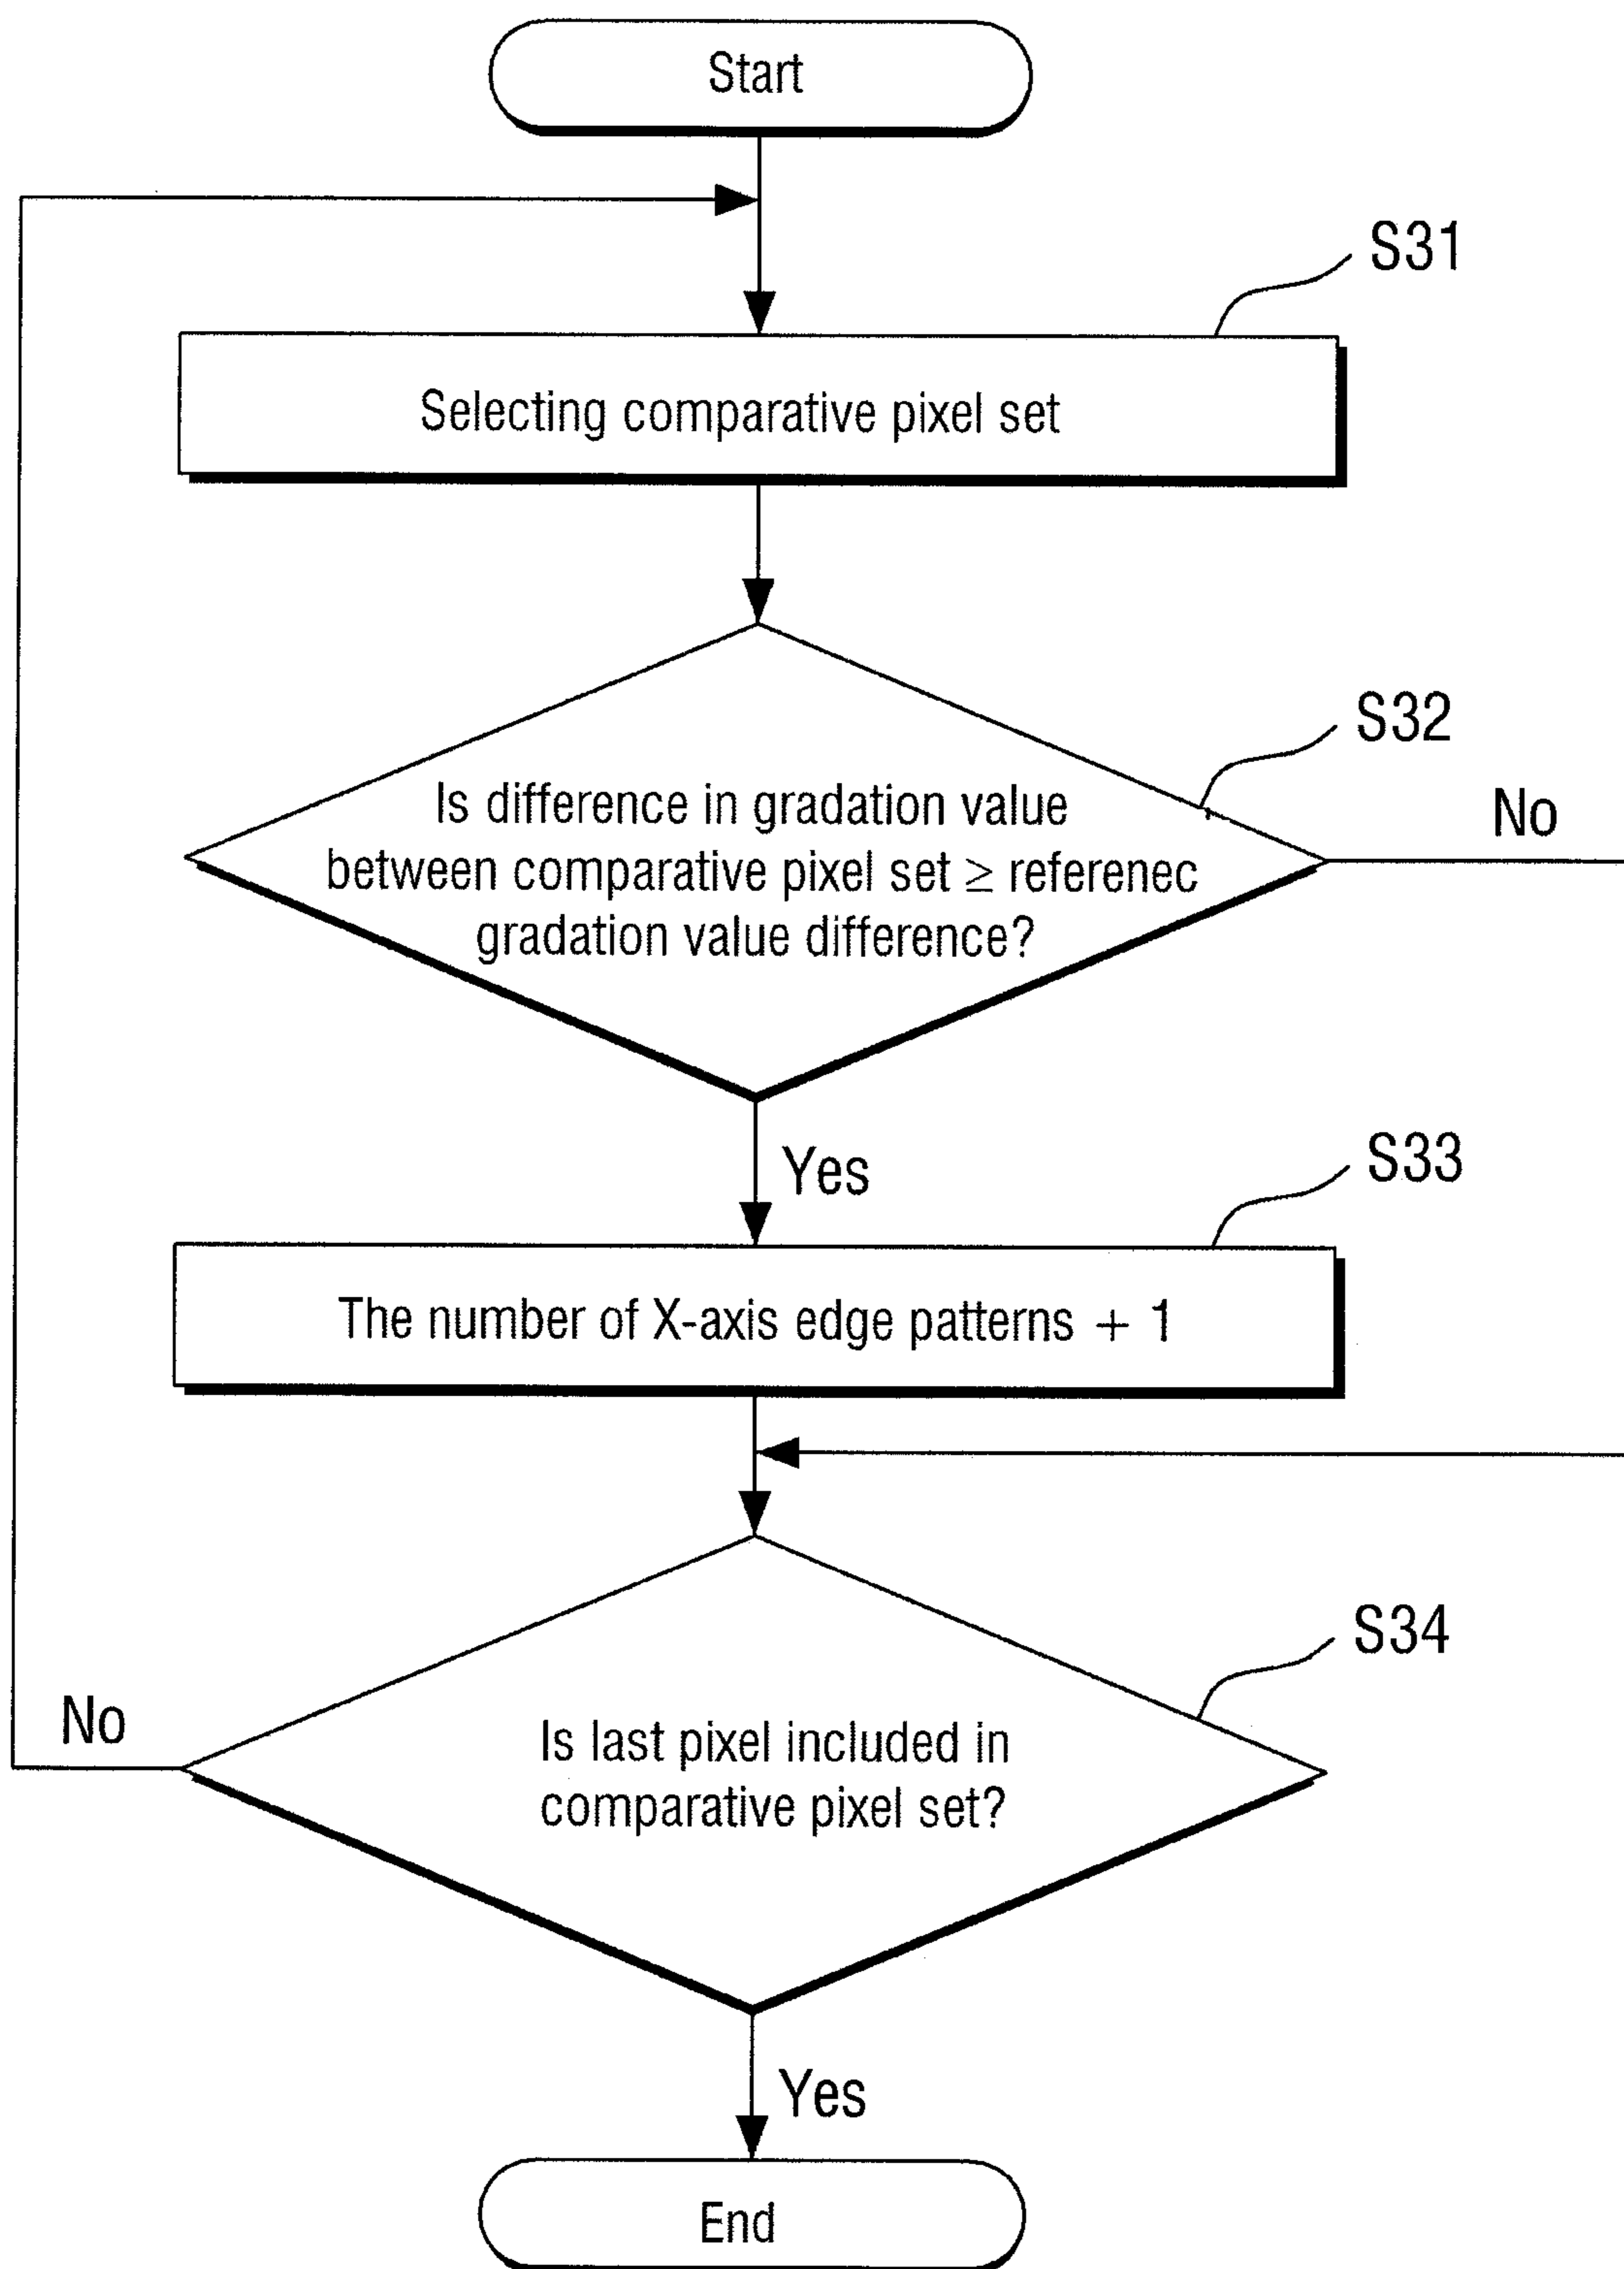 Start
S31
Selecting comparative pixel set
S32
Is difference in gradation value
between comparative pixel set ≥ referenec
gradation value difference?
No
Yes
S33
The number of X-axis edge patterns + 1
S34
No
Is last pixel included in
comparative pixel set?
Yes
End